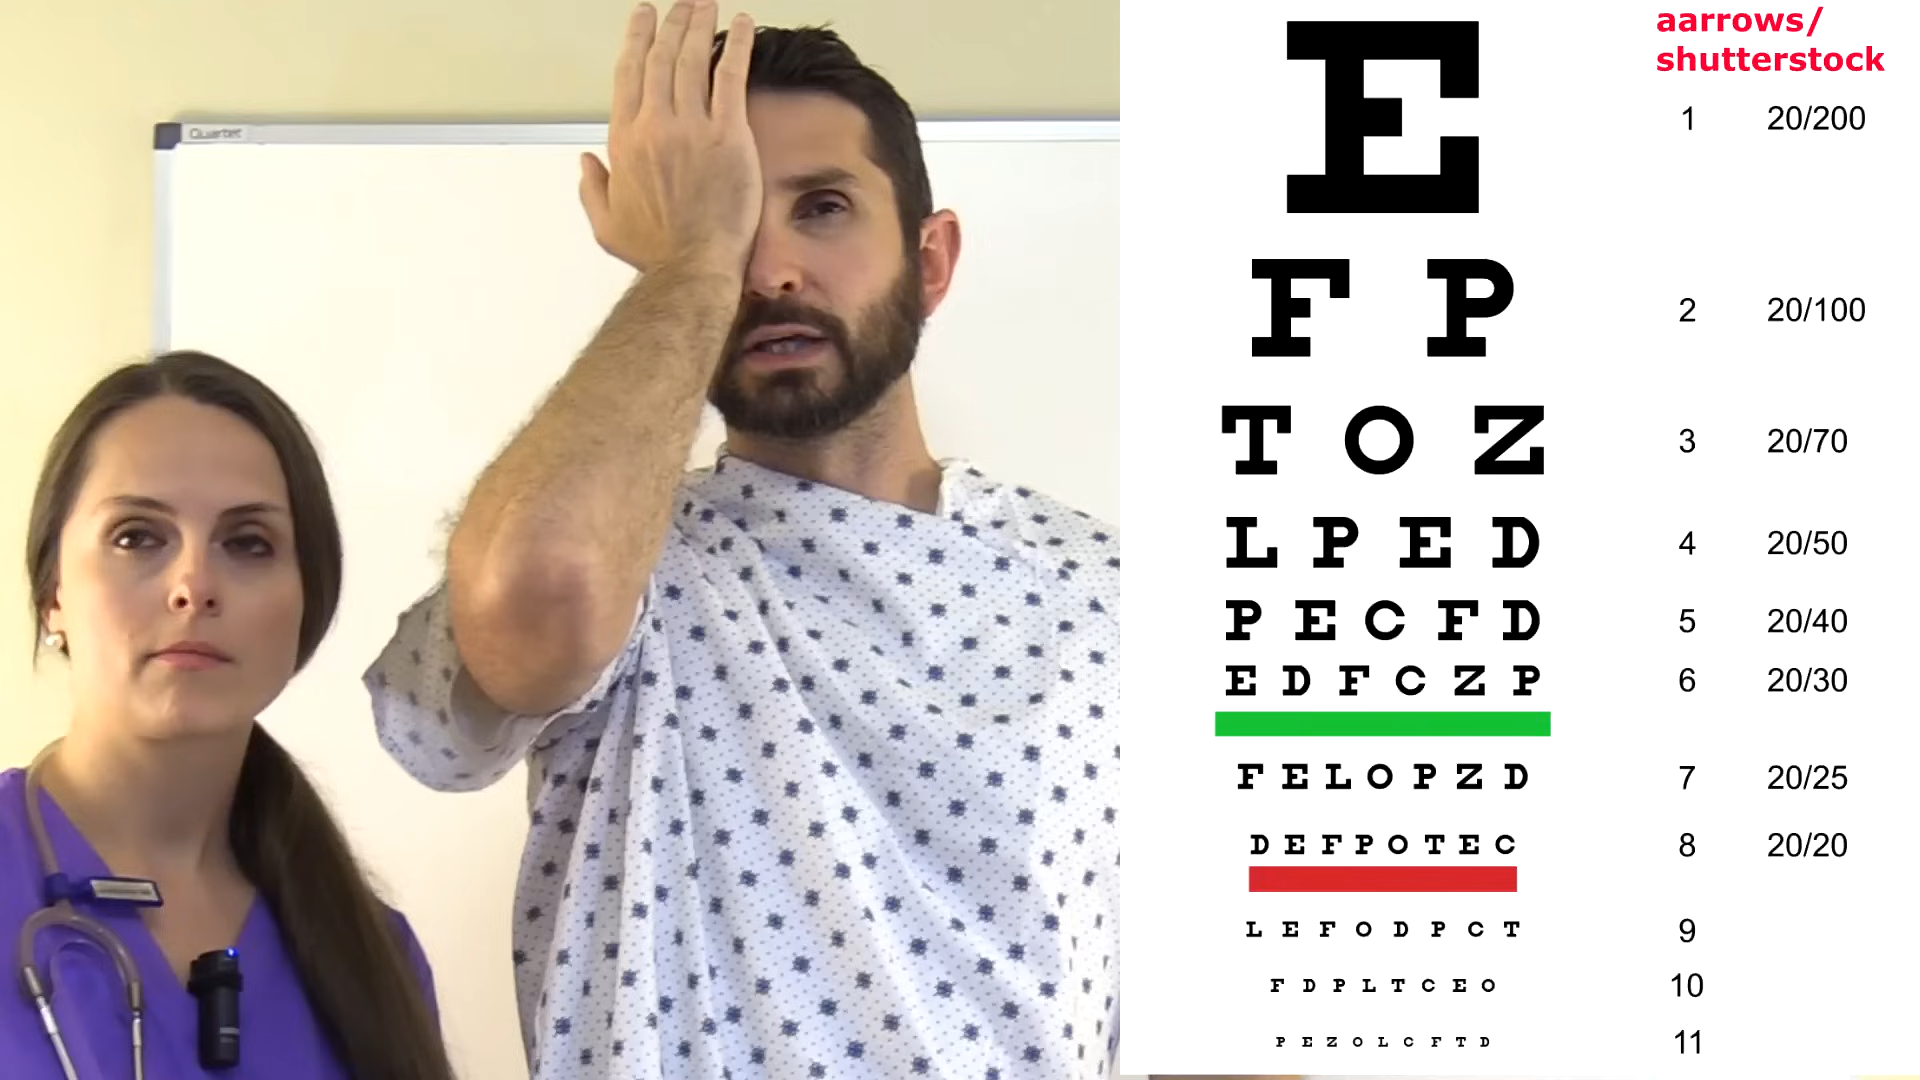 Quartet
aarrows/
shutterstock
E 1 20/200
F P 2 20/100
T O Z 3 20/70
L P E D 4 20/50
P E C F D 5 20/40
E D F C Z P 6 20/30
F E L O P Z D 7 20/25
D E F P O T E C 8 20/20
L E F O D P C T 9
F D P L T C E O 10
P E Z O L C F T D 11